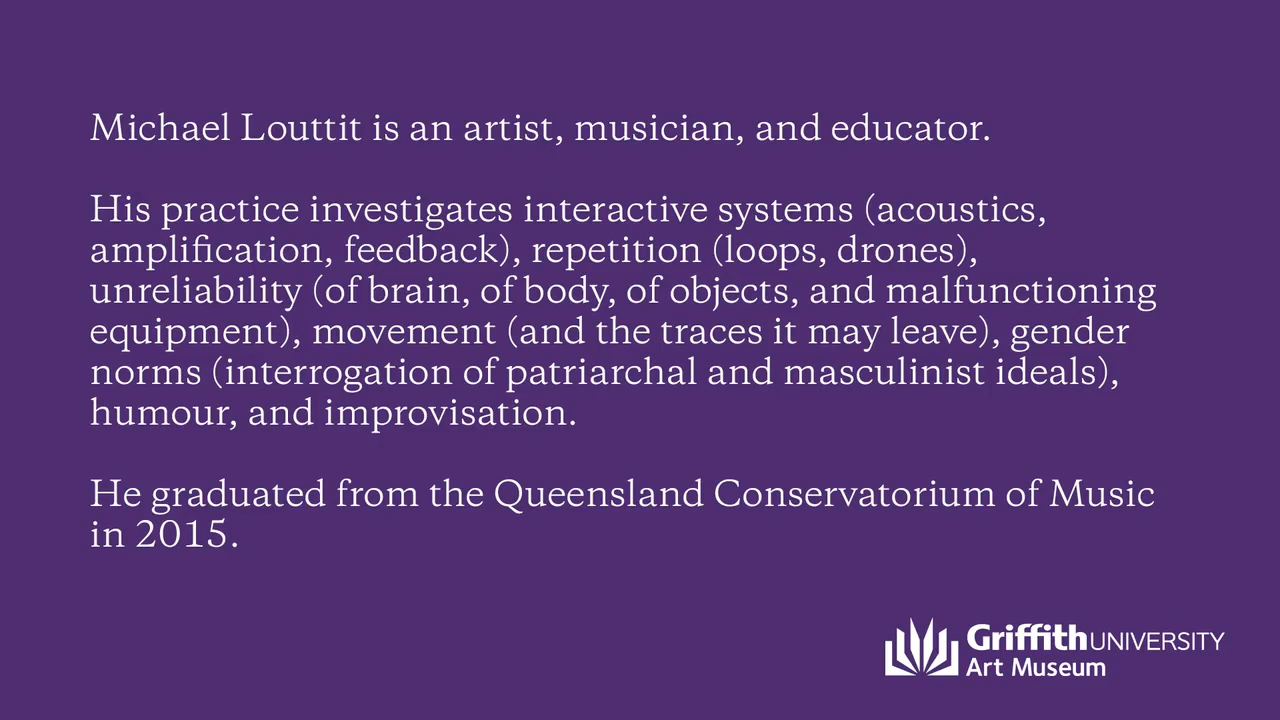 Michael Louttit is an artist, musician, and educator.
His practice investigates interactive systems (acoustics,
amplification, feedback), repetition (loops, drones),
unreliability (of brain, of body, of objects, and malfunctioning
equipment), movement (and the traces it may leave), gender
norms (interrogation of patriarchal and masculinist ideals),
humour, and improvisation.
He graduated from the Queensland Conservatorium of Music
in 2015.
Griffith UNIVERSITY
Art Museum